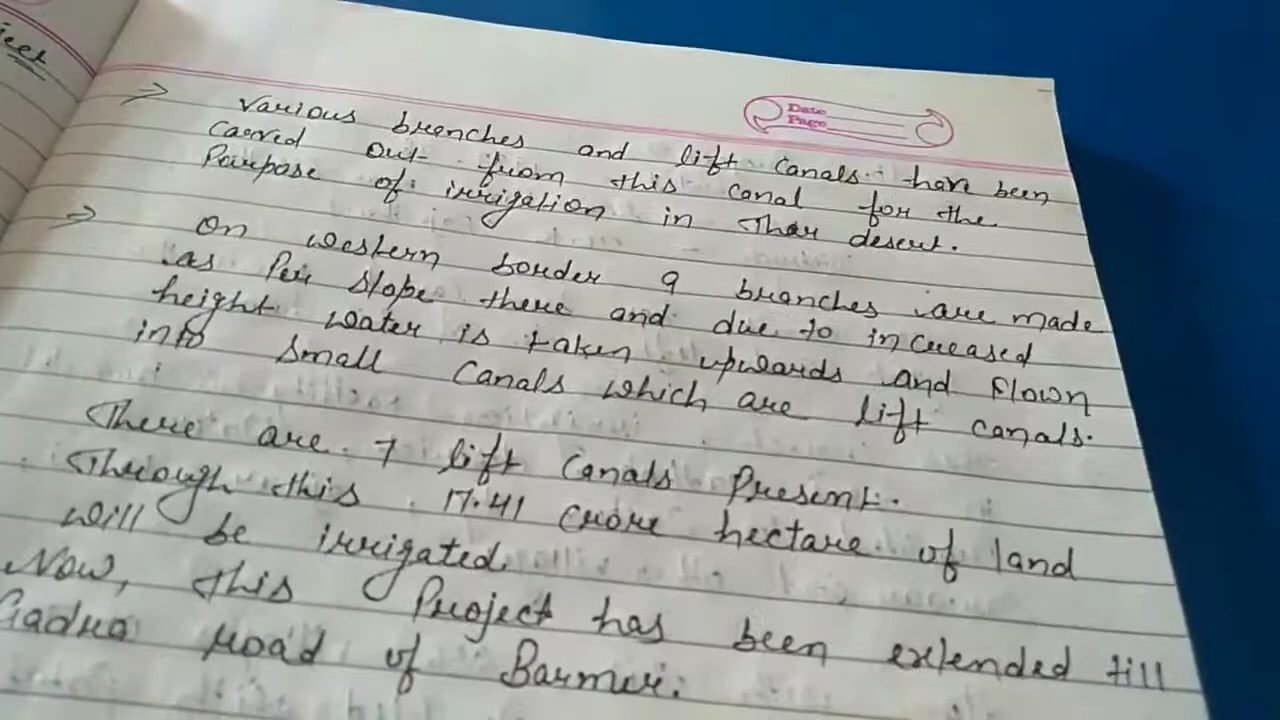 Date
Page
⇒ Various branches and lift canals have been
carved out from this canal for the
Purpose of irrigation in Thar desert.
⇒ On western border 9 branches are made
as per slope there and due to increased
height water is taken upwards and flown
into small canals which are lift canals.
There are 7 lift canals present.
Through this 17.41 crore hectare of land
will be irrigated.
Now, this Project has been extended till
Gadra road of Barmer.